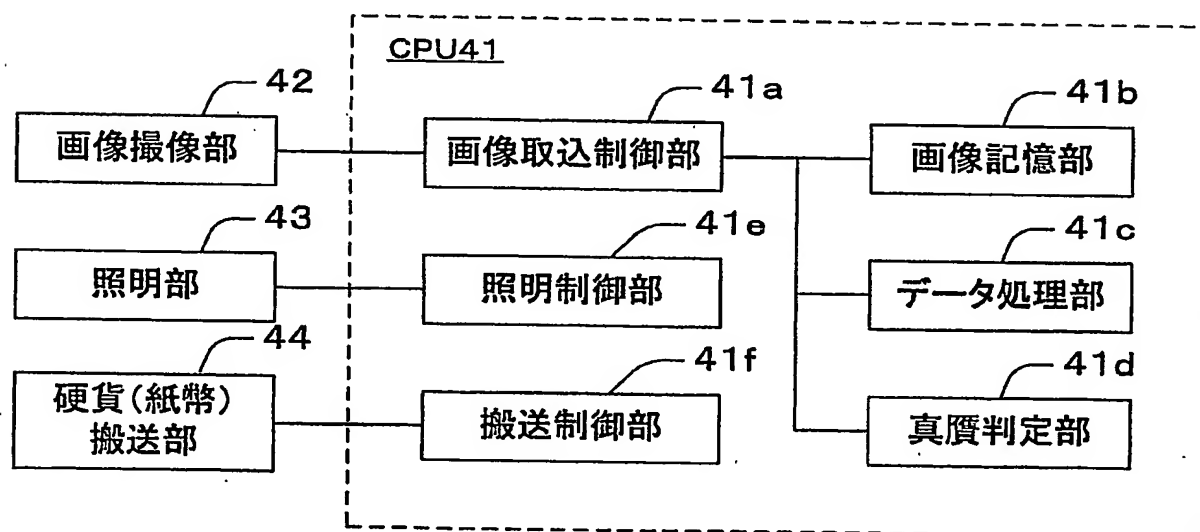 CPU41
42
画像撮像部
41a
画像取込制御部
41b
画像記憶部
43
照明部
41e
照明制御部
41c
データ処理部
44
硬貨(紙幣)
搬送部
41f
搬送制御部
41d
真贋判定部